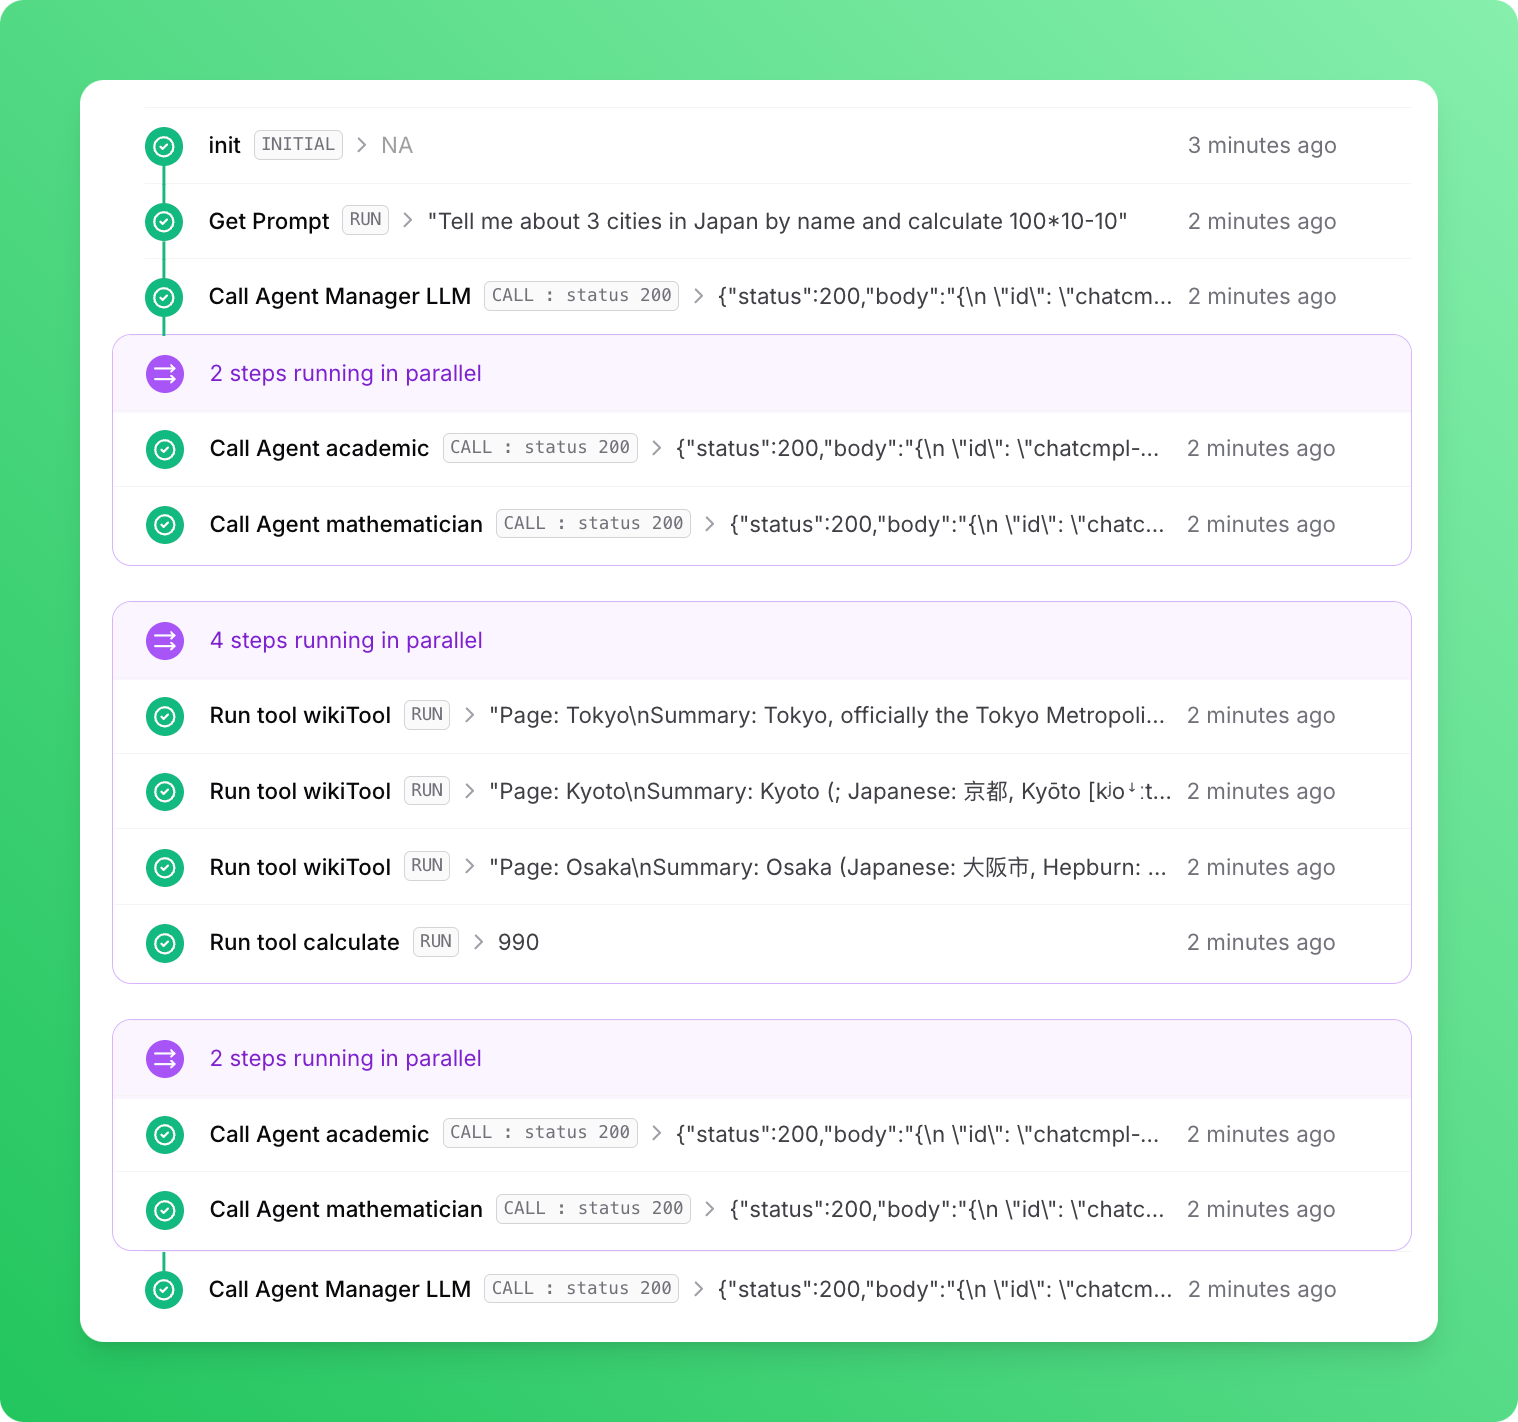 init INITIAL > NA 3 minutes ago
Get Prompt RUN > "Tell me about 3 cities in Japan by name and calculate 100*10-10" 2 minutes ago
Call Agent Manager LLM CALL : status 200 > {"status":200,"body":"{\n \"id\": \"chatcm... 2 minutes ago
2 steps running in parallel
Call Agent academic CALL : status 200 > {"status":200,"body":"{\n \"id\": \"chatcmpl-... 2 minutes ago
Call Agent mathematician CALL : status 200 > {"status":200,"body":"{\n \"id\": \"chatc... 2 minutes ago
4 steps running in parallel
Run tool wikiTool RUN > "Page: Tokyo\nSummary: Tokyo, officially the Tokyo Metropoli... 2 minutes ago
Run tool wikiTool RUN > "Page: Kyoto\nSummary: Kyoto (; Japanese: 京都, Kyōto [kʲoꜜːt... 2 minutes ago
Run tool wikiTool RUN > "Page: Osaka\nSummary: Osaka (Japanese: 大阪市, Hepburn: ... 2 minutes ago
Run tool calculate RUN > 990 2 minutes ago
2 steps running in parallel
Call Agent academic CALL : status 200 > {"status":200,"body":"{\n \"id\": \"chatcmpl-... 2 minutes ago
Call Agent mathematician CALL : status 200 > {"status":200,"body":"{\n \"id\": \"chatc... 2 minutes ago
Call Agent Manager LLM CALL : status 200 > {"status":200,"body":"{\n \"id\": \"chatcm... 2 minutes ago